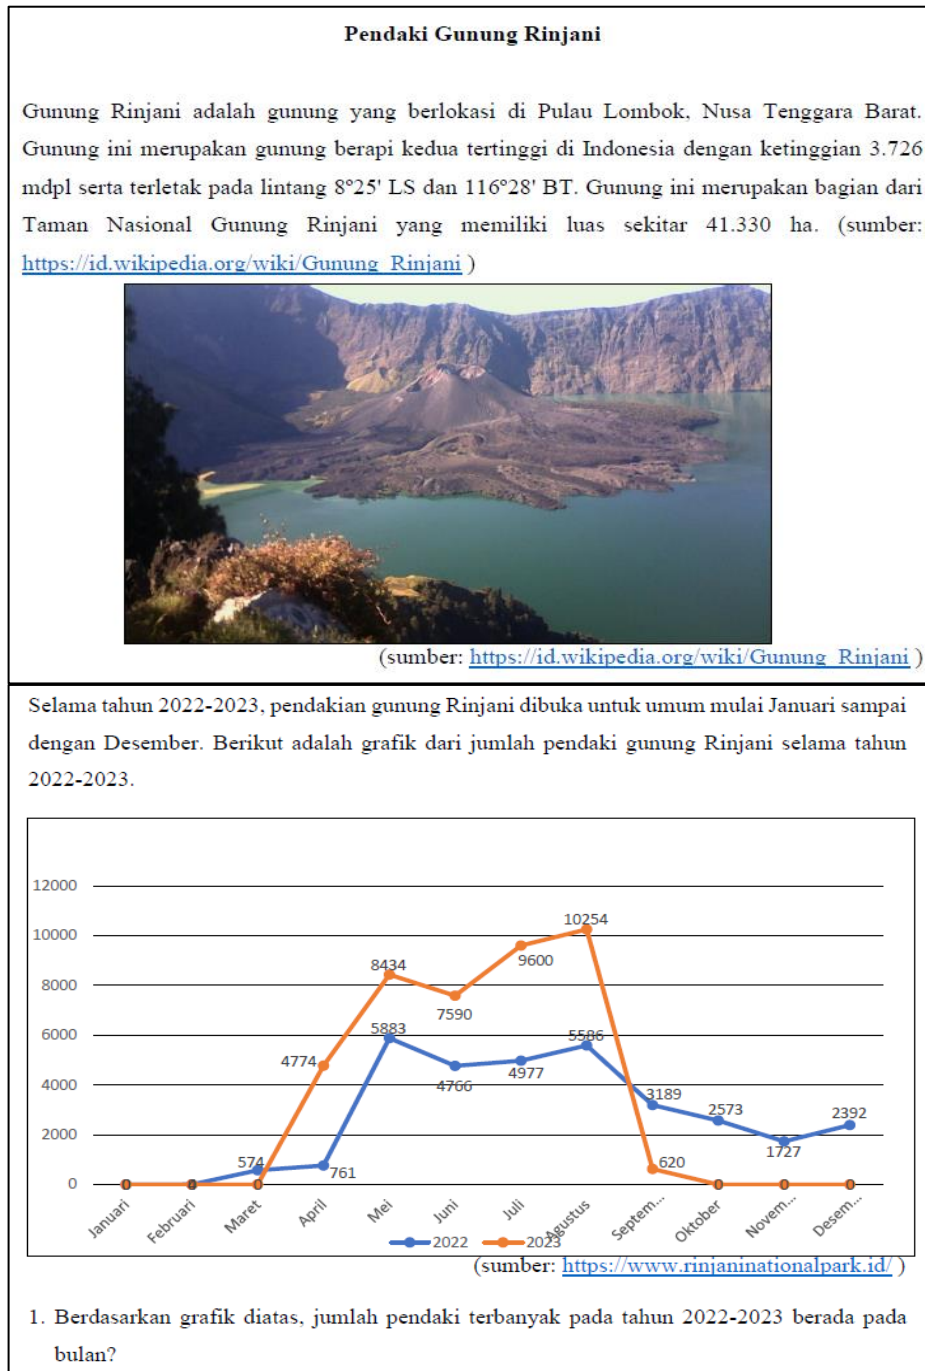 Pendaki Gunung Rinjani
Gunung Rinjani adalah gunung yang berlokasi di Pulau Lombok, Nusa Tenggara Barat.
Gunung ini merupakan gunung berapi kedua tertinggi di Indonesia dengan ketinggian 3.726
mdpl serta terletak pada lintang 8°25' LS dan 116°28' BT. Gunung ini merupakan bagian dari
Taman Nasional Gunung Rinjani yang memiliki luas sekitar 41.330 ha. (sumber:
https://id.wikipedia.org/wiki/Gunung_Rinjani )
(sumber: https://id.wikipedia.org/wiki/Gunung_Rinjani )
Selama tahun 2022-2023, pendakian gunung Rinjani dibuka untuk umum mulai Januari sampai
dengan Desember. Berikut adalah grafik dari jumlah pendaki gunung Rinjani selama tahun
2022-2023.
12000
10000
8000
6000
4000
2000
0
0 0 574 761 5883 4766 4977 5586 3189 2573 1727 2392
0 0 4774 8434 7590 9600 10254 620 0 0 0
Januari Februari Maret April Mei Juni Juli Agustus Septem... Oktober Novem... Desem...
2022 2023
(sumber: https://www.rinjaninationalpark.id/ )
1. Berdasarkan grafik diatas, jumlah pendaki terbanyak pada tahun 2022-2023 berada pada
bulan?